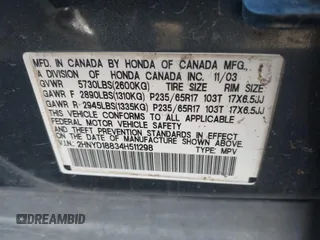 MFD. BY HONDA OF CANADA MFG.,
A DIVISION OF HONDA CANADA INC. 11/03
GVWR 5730LBS(2600KG) TIRE SIZE RIM SIZE
GAWR F 2890LBS(1310KG) P235/65R17 103T 17X6.5JJ
GAWR R 2945LBS(1335KG) P235/65R17 103T 17X6.5JJ
THIS VEHICLE CONFORMS TO ALL APPLICABLE
FEDERAL MOTOR VEHICLE SAFETY
AND THEFT PREVENTION STANDARDS IN EFFECT ON
THE DATE OF MANUFACTURE SHOWN ABOVE.
V.I.N.: 2HNYD18834H511298 TYPE: MPV
DREAMBID